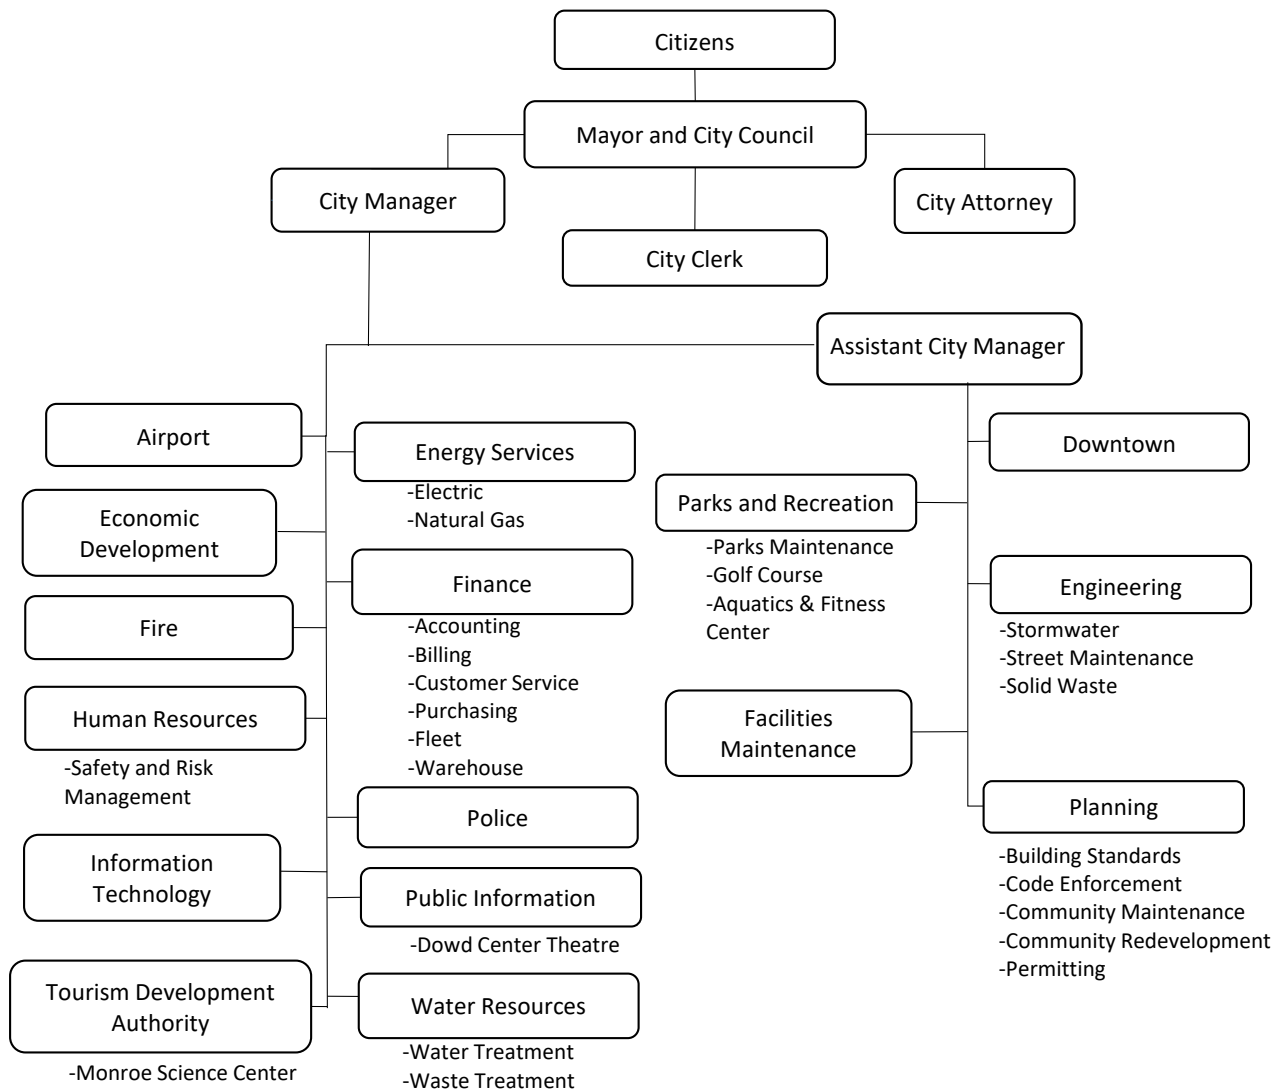 Citizens
Mayor and City Council
City Manager
City Attorney
City Clerk
Assistant City Manager
Airport
Economic
Development
Fire
Human Resources
-Safety and Risk
Management
Information
Technology
Tourism Development
Authority
-Monroe Science Center
Energy Services
-Electric
-Natural Gas
Finance
-Accounting
-Billing
-Customer Service
-Purchasing
-Fleet
-Warehouse
Police
Public Information
-Dowd Center Theatre
Water Resources
-Water Treatment
-Waste Treatment
Parks and Recreation
-Parks Maintenance
-Golf Course
-Aquatics & Fitness
Center
Facilities
Maintenance
Downtown
Engineering
-Stormwater
-Street Maintenance
-Solid Waste
Planning
-Building Standards
-Code Enforcement
-Community Maintenance
-Community Redevelopment
-Permitting